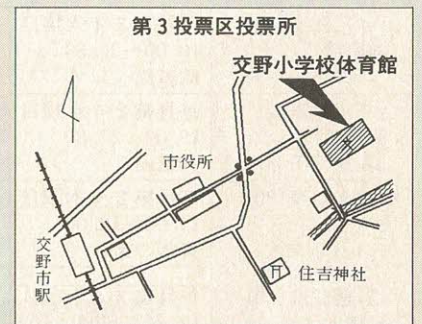 第3投票区投票所
交野小学校体育館
市役所
交野市駅
住吉神社